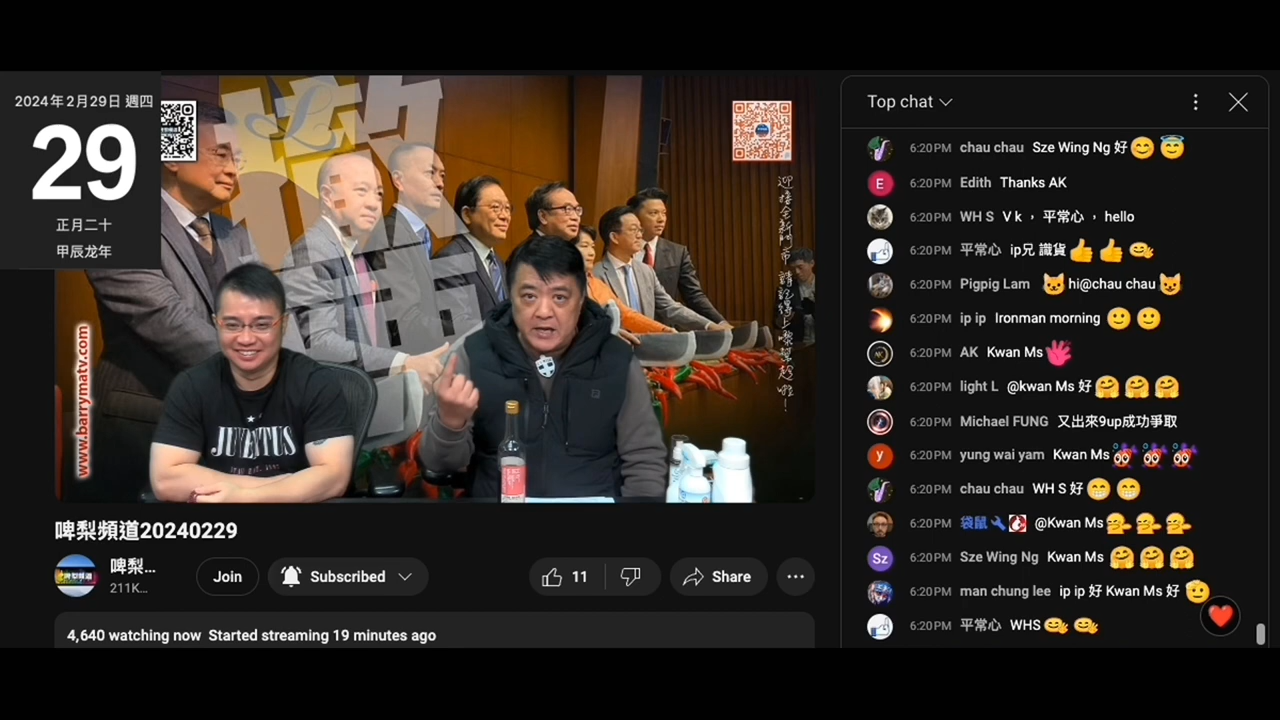 2024年2月29日 週四
29
正月二十
甲辰龙年
www.barrymatv.com
JUVENTUS
啤梨頻道20240229
啤梨...
211K...
Join
Subscribed
11
Share
4,640 watching now Started streaming 19 minutes ago
Top chat
6:20PM chau chau Sze Wing Ng 好😊😇
E 6:20PM Edith Thanks AK
6:20PM WH S V k , 平常心 , hello
6:20PM 平常心 ip兄 識貨👍👍
6:20PM Pigpig Lam 😺hi@chau chau😺
6:20PM ip ip Ironman morning 🙂🙂
6:20PM AK Kwan Ms
6:20PM light L @kwan Ms 好🤗🤗🤗
6:20PM Michael FUNG 又出來9up成功爭取
y 6:20PM yung wai yam Kwan Ms
6:20PM chau chau WH S 好😁😁
6:20PM 袋鼠🔧 @Kwan Ms
Sz 6:20PM Sze Wing Ng Kwan Ms 🤗🤗🤗
6:20PM man chung lee ip ip 好 Kwan Ms 好 🫡
6:20PM 平常心 WHS